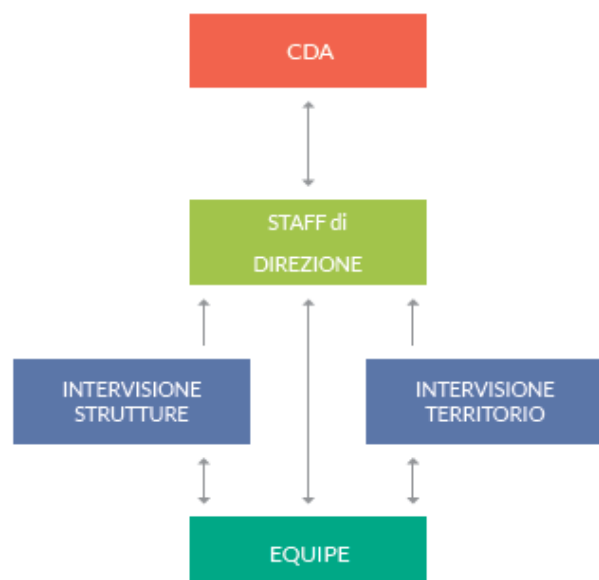 CDA
STAFF di
DIREZIONE
INTERVISIONE
STRUTTURE
INTERVISIONE
TERRITORIO
EQUIPE